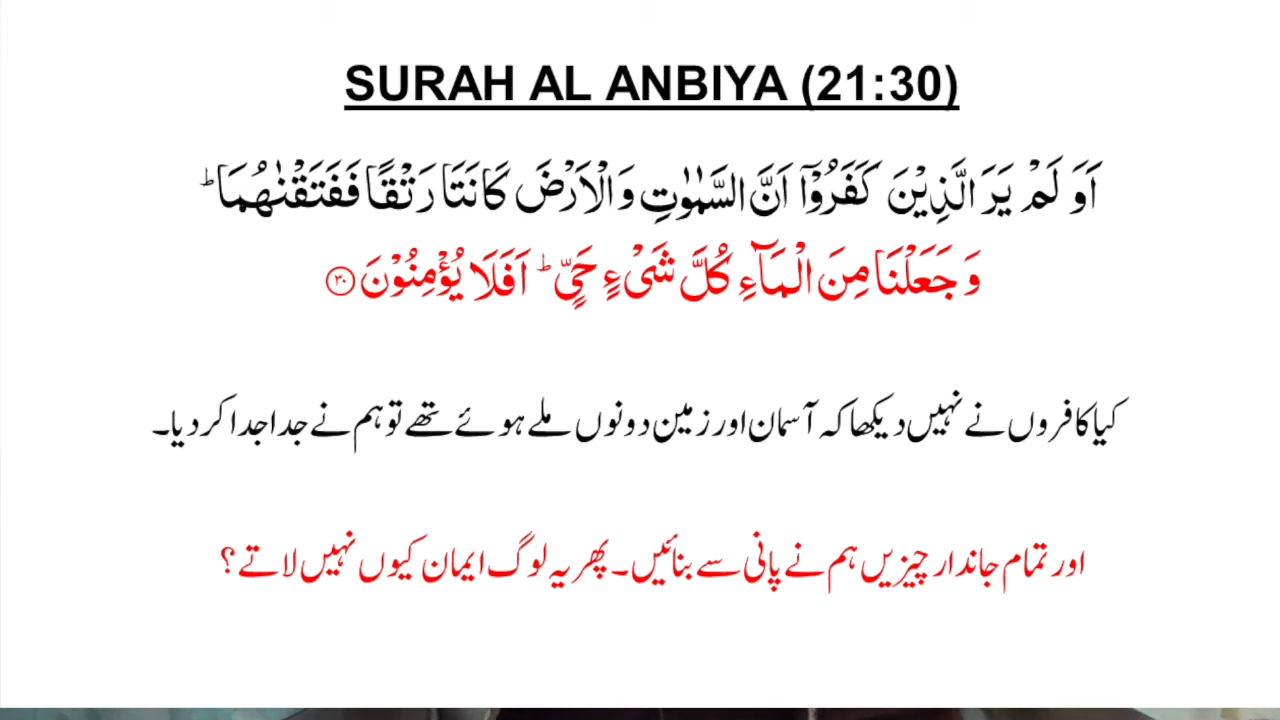 SURAH AL ANBIYA (21:30)
اَوَ لَمْ يَرَ الَّذِيْنَ كَفَرُوْۤا اَنَّ السَّمٰوٰتِ وَ الْاَرْضَ كَانَتَا رَتْقًا فَفَتَقْنٰهُمَا ؕ
وَ جَعَلْنَا مِنَ الْمَآءِ كُلَّ شَیْءٍ حَیٍّ ؕ اَفَلَا يُؤْمِنُوْنَ ۳۰
کیا کافروں نے نہیں دیکھا کہ آسمان اور زمین دونوں ملے ہوئے تھے تو ہم نے جدا جدا کر دیا۔
اور تمام جاندار چیزیں ہم نے پانی سے بنائیں۔ پھر یہ لوگ ایمان کیوں نہیں لاتے ؟